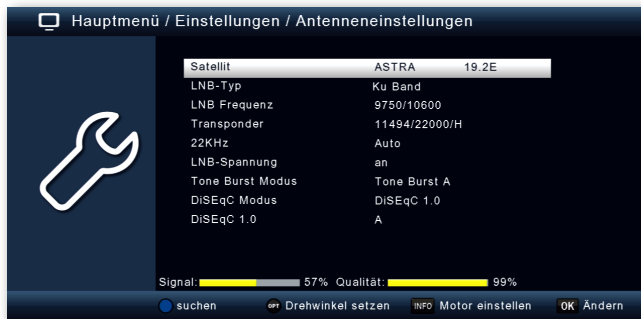 Hauptmenü / Einstellungen / Antenneneinstellungen
Satellit ASTRA 19.2E
LNB-Typ Ku Band
LNB Frequenz 9750/10600
Transponder 11494/22000/H
22KHz Auto
LNB-Spannung an
Tone Burst Modus Tone Burst A
DiSEqC Modus DiSEqC 1.0
DiSEqC 1.0 A
Signal: 57% Qualität: 99%
suchen OPT Drehwinkel setzen INFO Motor einstellen OK Ändern